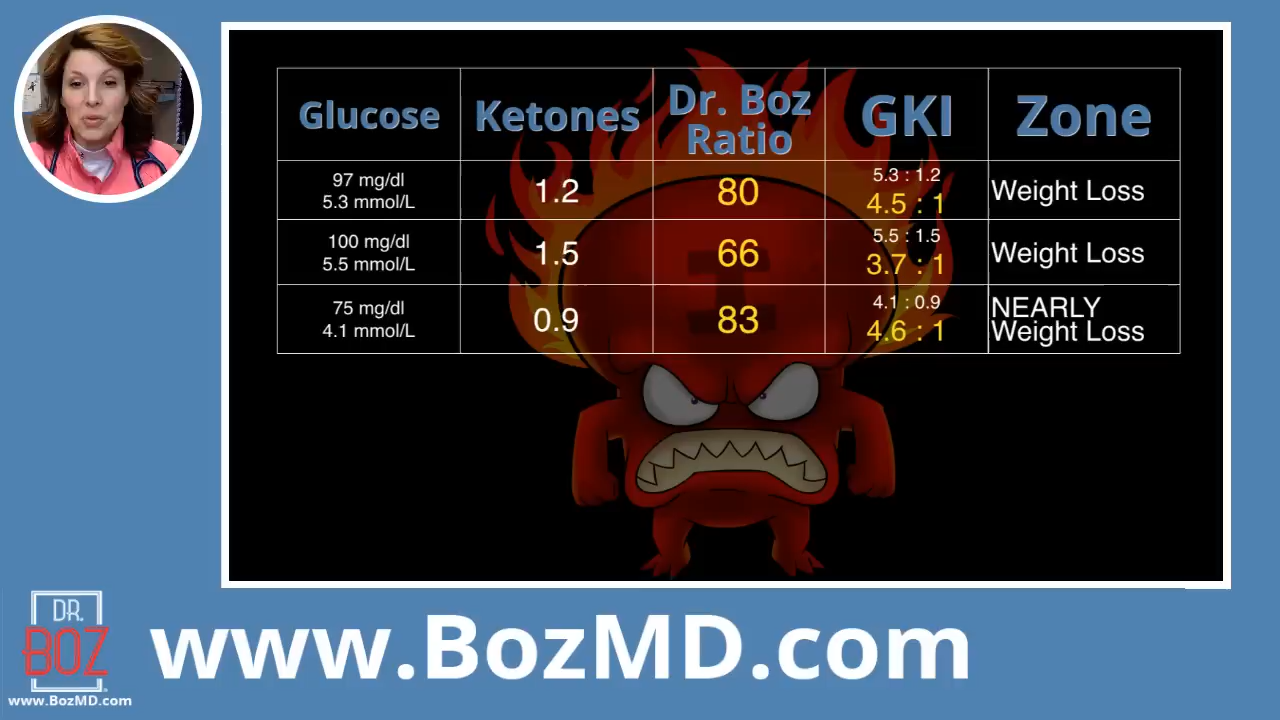 Glucose
Ketones
Dr. Boz
Ratio
GKI
Zone
97 mg/dl
5.3 mmol/L
1.2
80
5.3 : 1.2
4.5 : 1
Weight Loss
100 mg/dl
5.5 mmol/L
1.5
66
5.5 : 1.5
3.7 : 1
Weight Loss
75 mg/dl
4.1 mmol/L
0.9
83
4.1 : 0.9
4.6 : 1
NEARLY
Weight Loss
DR.
BOZ
www.BozMD.com
www.BozMD.com